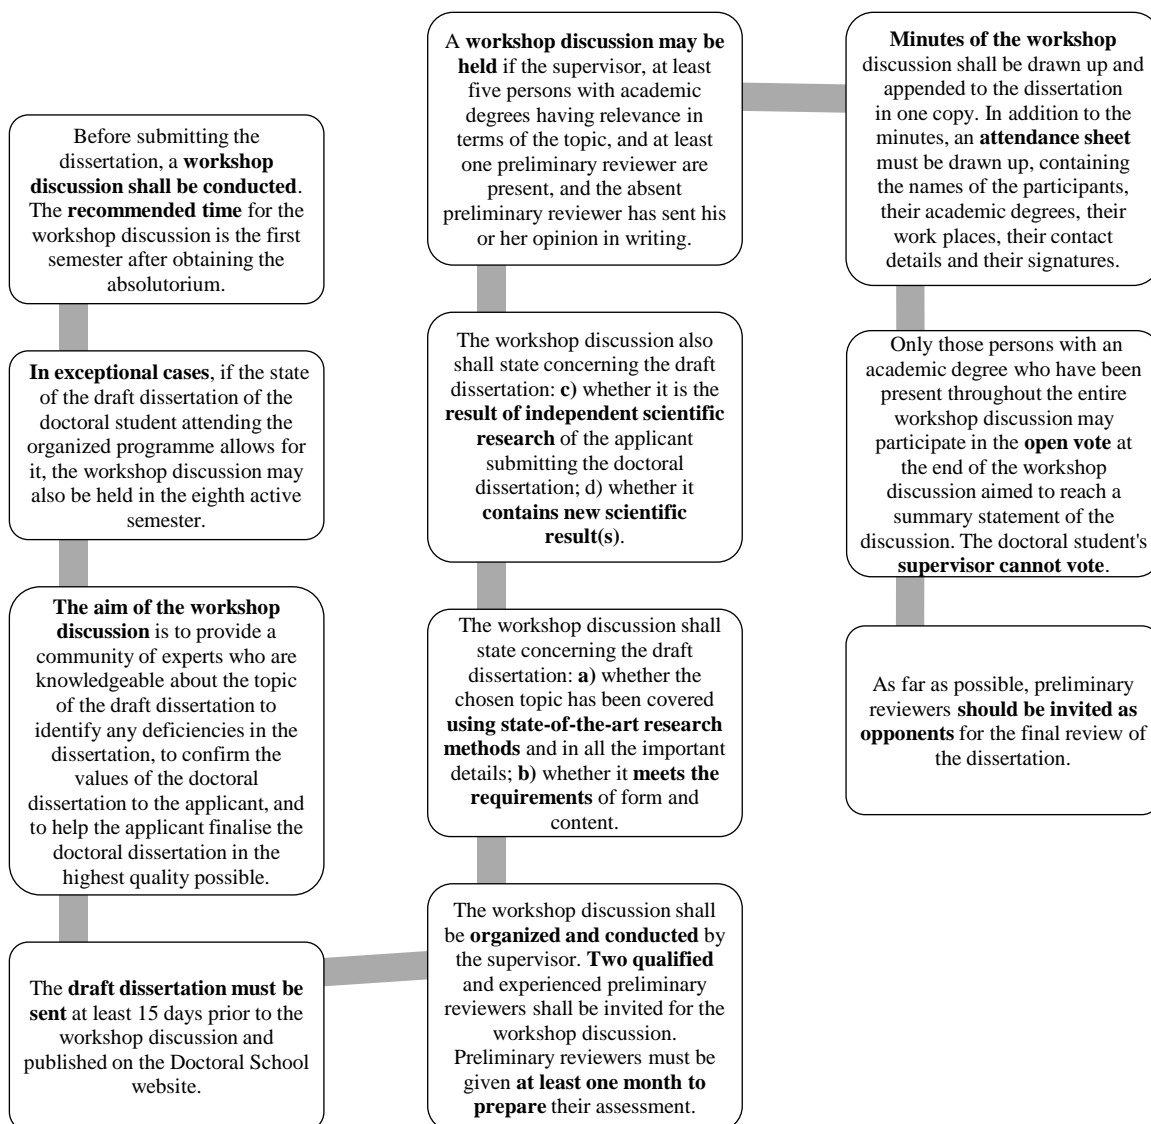 Before submitting the
dissertation, a workshop
discussion shall be conducted.
The recommended time for the
workshop discussion is the first
semester after obtaining the
absolutorium.
In exceptional cases, if the state
of the draft dissertation of the
doctoral student attending the
organized programme allows for
it, the workshop discussion may
also be held in the eighth active
semester.
The aim of the workshop
discussion is to provide a
community of experts who are
knowledgeable about the topic
of the draft dissertation to
identify any deficiencies in the
dissertation, to confirm the
values of the doctoral
dissertation to the applicant, and
to help the applicant finalise the
doctoral dissertation in the
highest quality possible.
The draft dissertation must be
sent at least 15 days prior to the
workshop discussion and
published on the Doctoral School
website.
The workshop discussion shall
be organized and conducted by
the supervisor. Two qualified
and experienced preliminary
reviewers shall be invited for the
workshop discussion.
Preliminary reviewers must be
given at least one month to
prepare their assessment.
The workshop discussion shall
state concerning the draft
dissertation: a) whether the
chosen topic has been covered
using state-of-the-art research
methods and in all the important
details; b) whether it meets the
requirements of form and
content.
The workshop discussion also
shall state concerning the draft
dissertation: c) whether it is the
result of independent scientific
research of the applicant
submitting the doctoral
dissertation; d) whether it
contains new scientific
result(s).
A workshop discussion may be
held if the supervisor, at least
five persons with academic
degrees having relevance in
terms of the topic, and at least
one preliminary reviewer are
present, and the absent
preliminary reviewer has sent his
or her opinion in writing.
Minutes of the workshop
discussion shall be drawn up and
appended to the dissertation
in one copy. In addition to the
minutes, an attendance sheet
must be drawn up, containing
the names of the participants,
their academic degrees, their
work places, their contact
details and their signatures.
Only those persons with an
academic degree who have been
present throughout the entire
workshop discussion may
participate in the open vote at
the end of the workshop
discussion aimed to reach a
summary statement of the
discussion. The doctoral student's
supervisor cannot vote.
As far as possible, preliminary
reviewers should be invited as
opponents for the final review of
the dissertation.